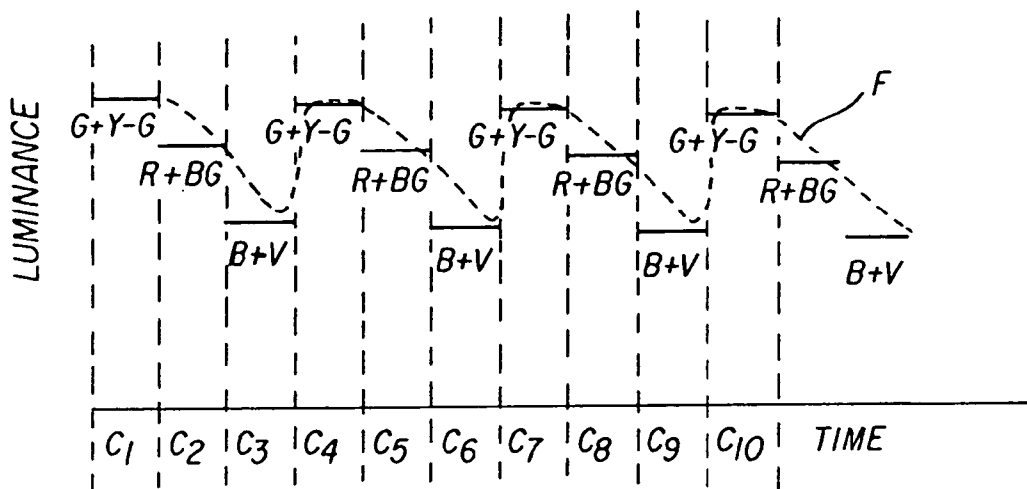 F
G+Y-G G+Y-G G+Y-G G+Y-G
R+BG R+BG R+BG R+BG
B+V B+V B+V B+V
LUMINANCE
C1 C2 C3 C4 C5 C6 C7 C8 C9 C10 TIME